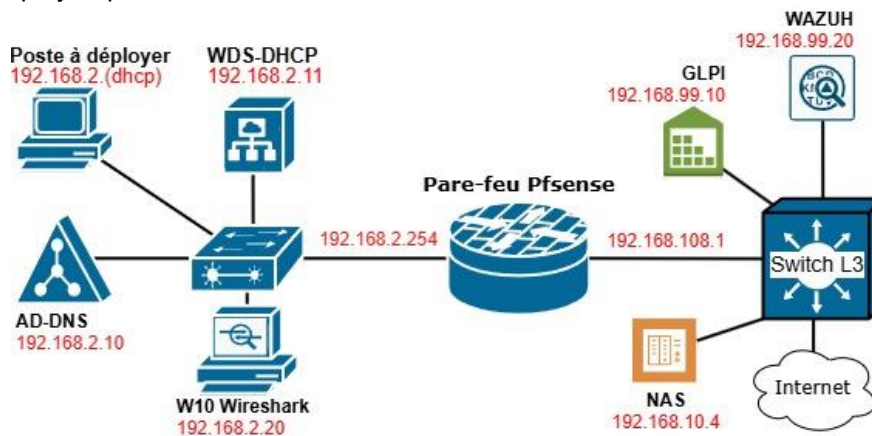 Poste à déployer
192.168.2.(dhcp)
WDS-DHCP
192.168.2.11
WAZUH
192.168.99.20
GLPI
192.168.99.10
Pare-feu Pfsense
192.168.2.254
192.168.108.1
Switch L3
AD-DNS
192.168.2.10
W10 Wireshark
192.168.2.20
NAS
192.168.10.4
Internet